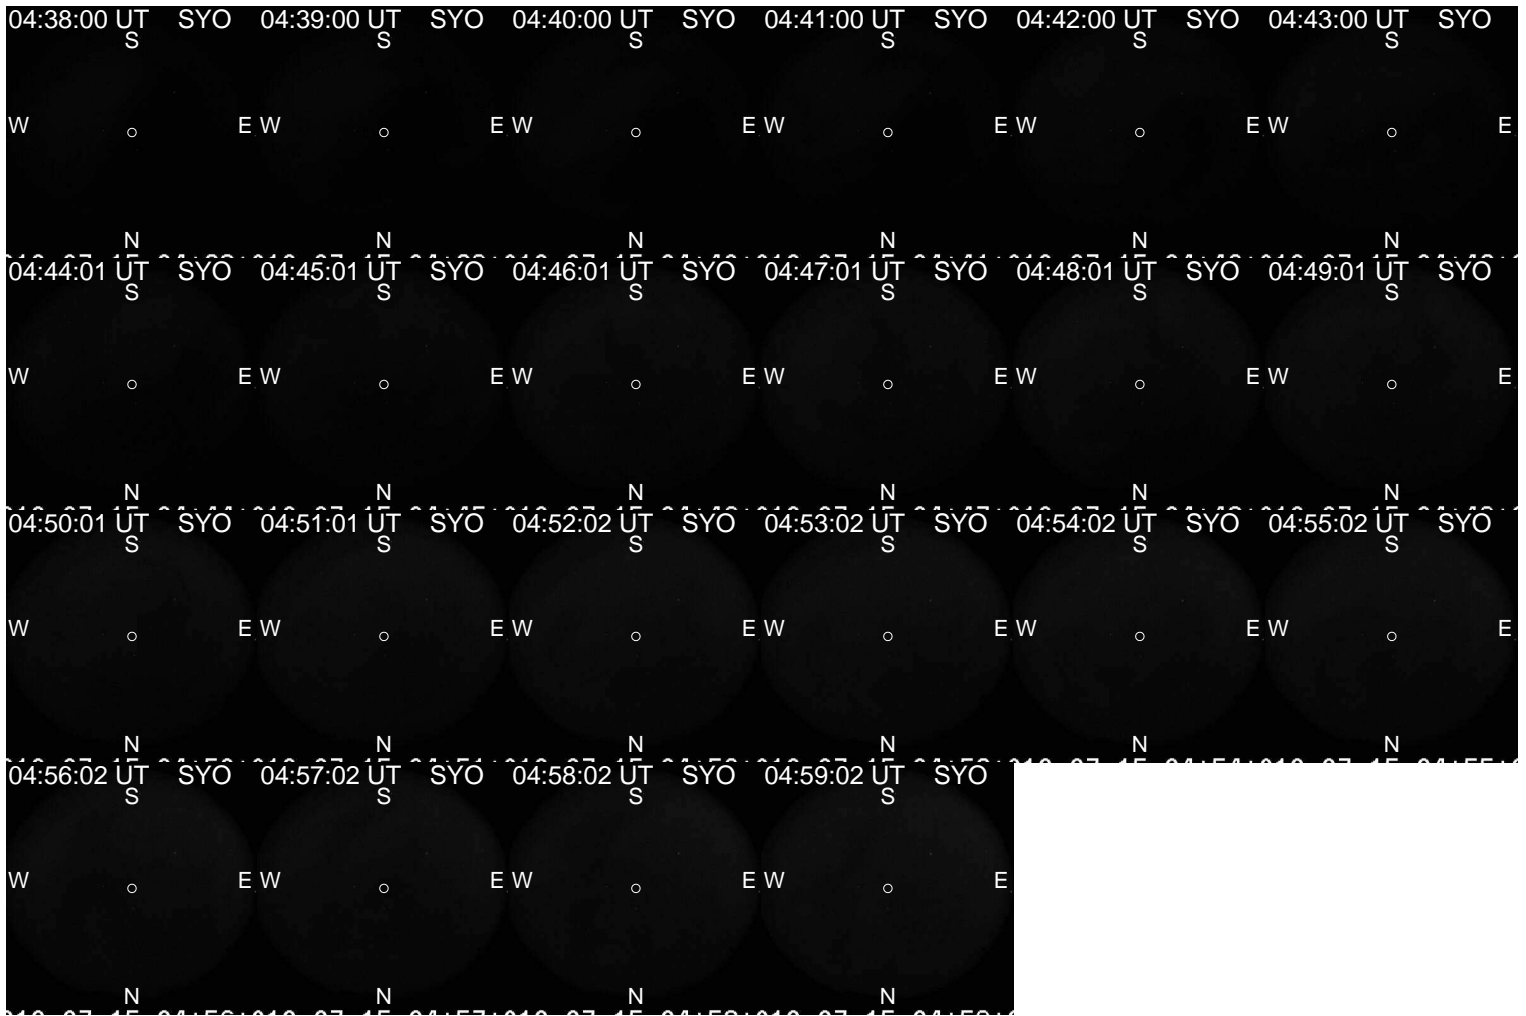 04:38:00 UT SYO 04:39:00 UT SYO 04:40:00 UT SYO 04:41:00 UT SYO 04:42:00 UT SYO 04:43:00 UT SYO
S S S S S S
W E W E W E W E W E W E
N N N N N N
04:44:01 UT SYO 04:45:01 UT SYO 04:46:01 UT SYO 04:47:01 UT SYO 04:48:01 UT SYO 04:49:01 UT SYO
S S S S S S
W E W E W E W E W E W E
N N N N N N
04:50:01 UT SYO 04:51:01 UT SYO 04:52:02 UT SYO 04:53:02 UT SYO 04:54:02 UT SYO 04:55:02 UT SYO
S S S S S S
W E W E W E W E W E W E
N N N N N N
04:56:02 UT SYO 04:57:02 UT SYO 04:58:02 UT SYO 04:59:02 UT SYO
S S S S
W E W E W E W E
N N N N